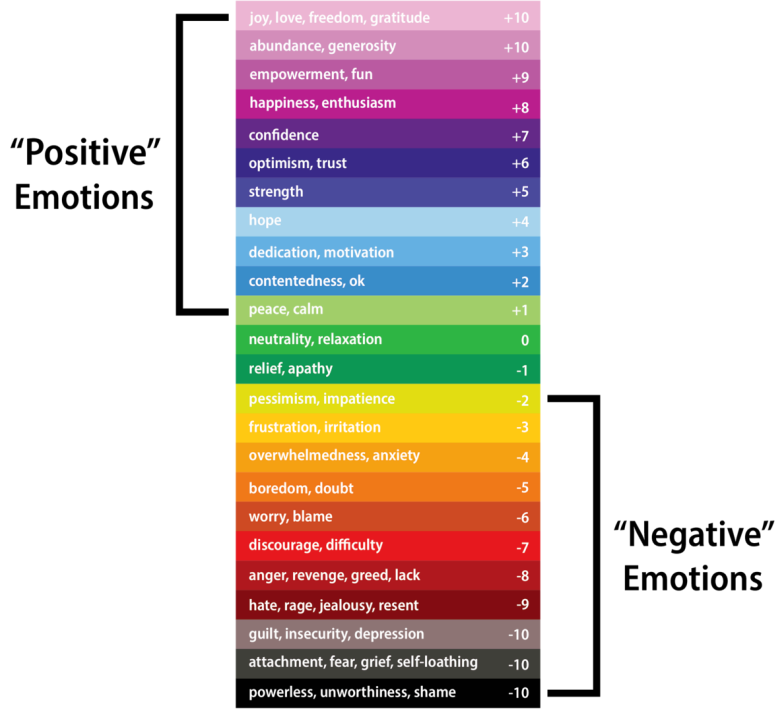 joy, love, freedom, gratitude +10
abundance, generosity +10
empowerment, fun +9
happiness, enthusiasm +8
confidence +7
optimism, trust +6
strength +5
hope +4
dedication, motivation +3
contentedness, ok +2
peace, calm +1
neutrality, relaxation 0
relief, apathy -1
pessimism, impatience -2
frustration, irritation -3
overwhelmedness, anxiety -4
boredom, doubt -5
worry, blame -6
discourage, difficulty -7
anger, revenge, greed, lack -8
hate, rage, jealousy, resent -9
guilt, insecurity, depression -10
attachment, fear, grief, self-loathing -10
powerless, unworthiness, shame -10
“Positive”
Emotions
“Negative”
Emotions